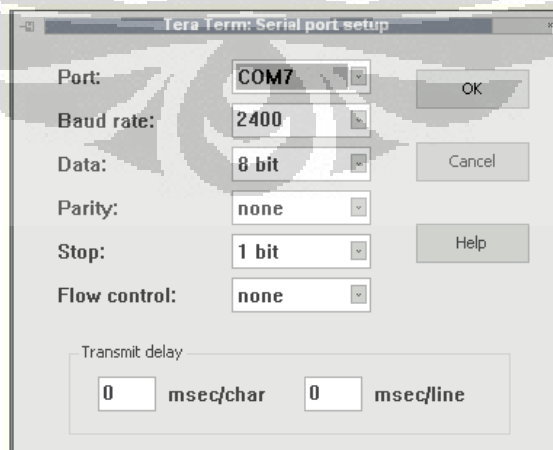 Tera Term: Serial port setup
Port: COM7
OK
Baud rate: 2400
Data: 8 bit
Cancel
Parity: none
Stop: 1 bit
Help
Flow control: none
Transmit delay
0 msec/char 0 msec/line